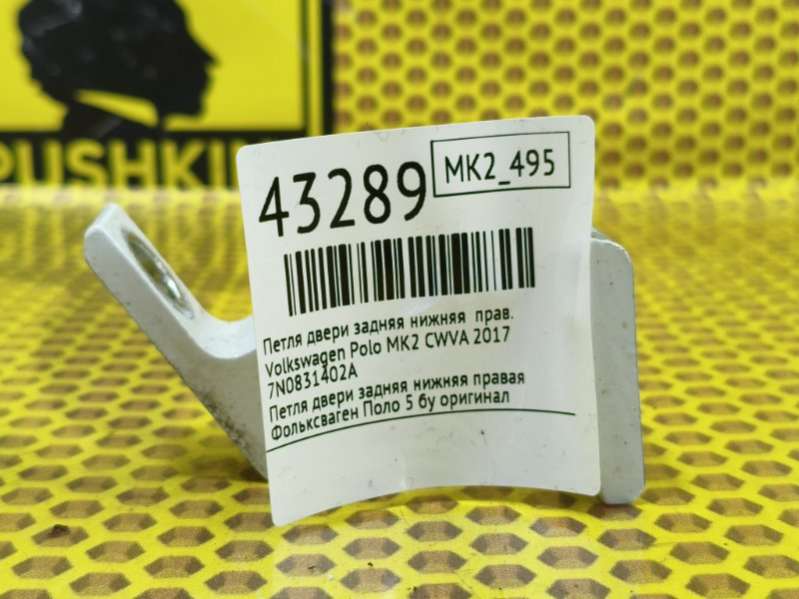 PUSHKI
43289
MK2_495
Петля двери задняя нижняя прав.
Volkswagen Polo MK2 CWVA 2017
7N0831402A
Петля двери задняя нижняя правая
Фольксваген Поло 5 бу оригинал